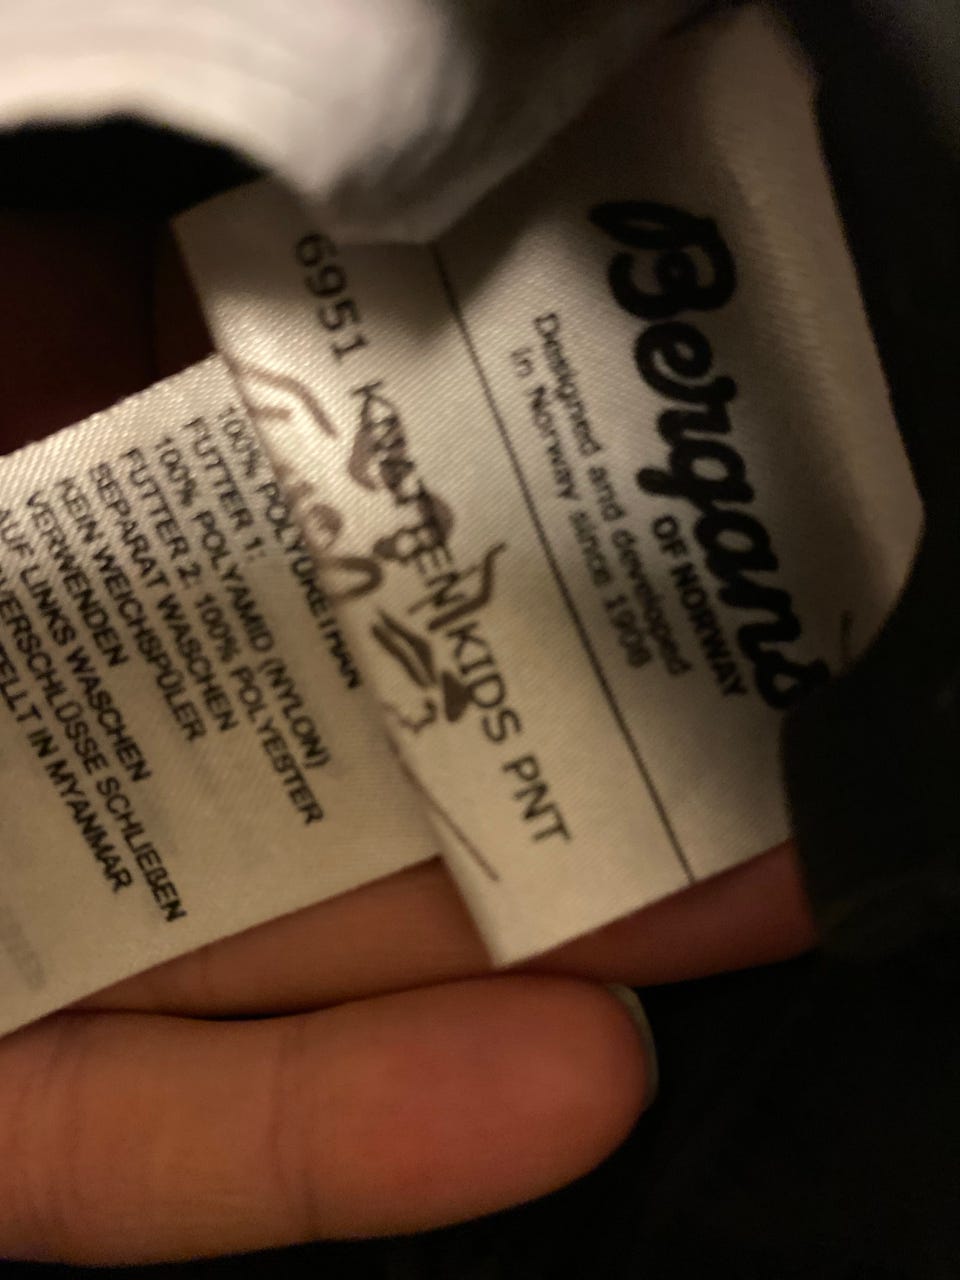 Bergans
OF NORWAY
Designed and developed
in Norway since 1908
6951 KNATTEN KIDS PNT
100% POLYURETHAN
FUTTER 1:
100% POLYAMID (NYLON)
FUTTER 2: 100% POLYESTER
SEPARAT WASCHEN
KEIN WEICHSPÜLER
VERWENDEN
AUF LINKS WASCHEN
VERSCHLÜSSE SCHLIEßEN
IN MYANMAR